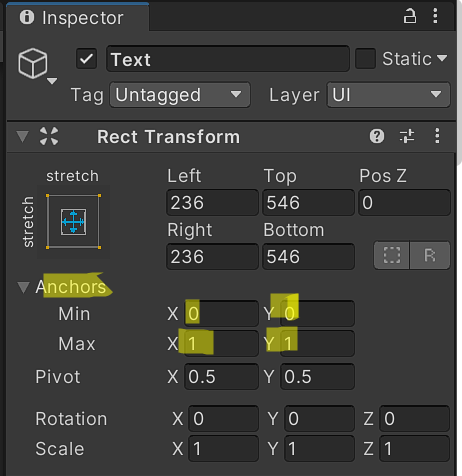 Inspector
Text
Static
Tag Untagged Layer UI
Rect Transform
stretch
stretch
Left Top Pos Z
236 546 0
Right Bottom
236 546
R
Anchors
Min X 0 Y 0
Max X 1 Y 1
Pivot X 0.5 Y 0.5
Rotation X 0 Y 0 Z 0
Scale X 1 Y 1 Z 1